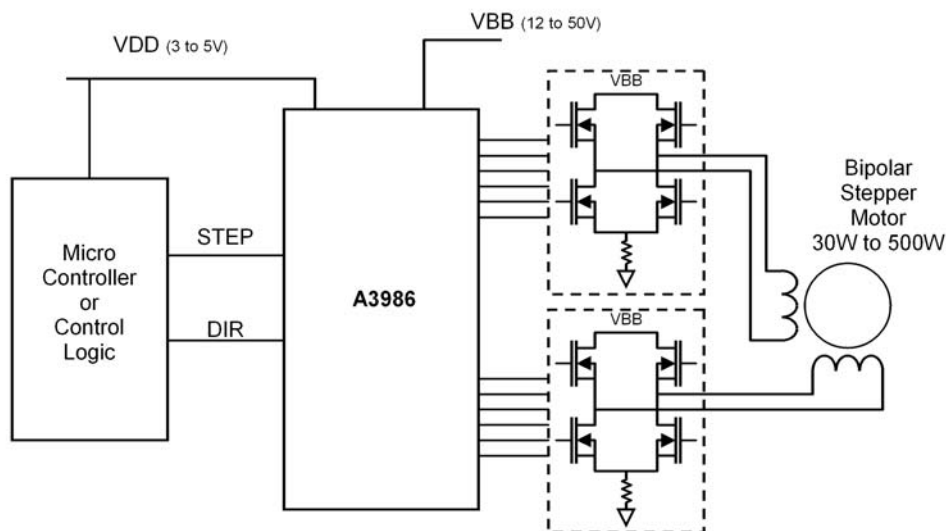 VDD (3 to 5V)
VBB (12 to 50V)
VBB
Bipolar
Stepper
Motor
30W to 500W
Micro
Controller
or
Control
Logic
STEP
DIR
A3986
VBB